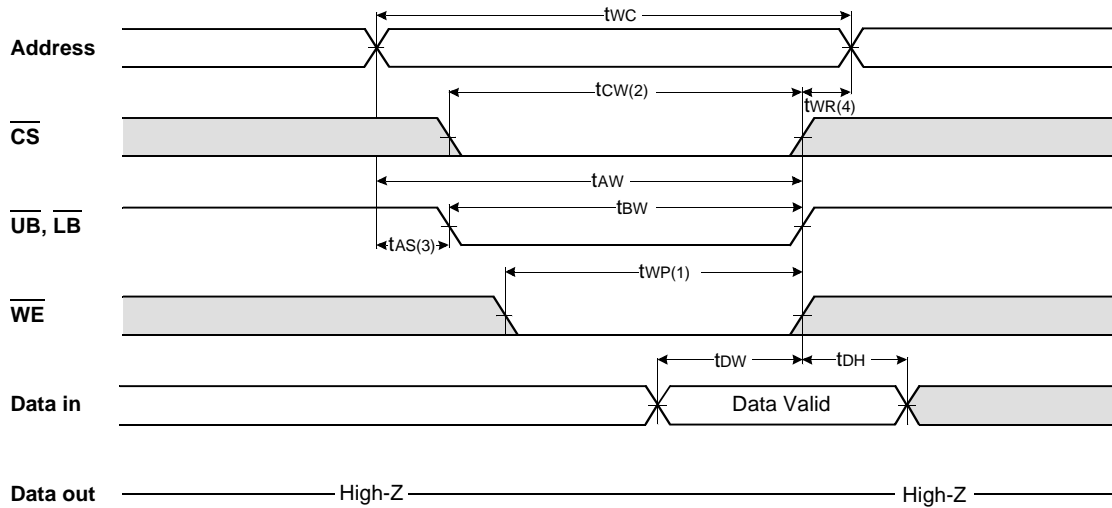 tWC
Address
tCW(2)
tWR(4)
CS
tAW
UB, LB
tBW
tAS(3)
tWP(1)
WE
tDW
tDH
Data in
Data Valid
Data out
High-Z
High-Z